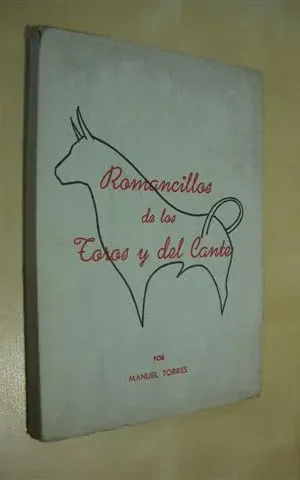 Romancillos
de los
Toros y del Cante
POR
MANUEL TORRES